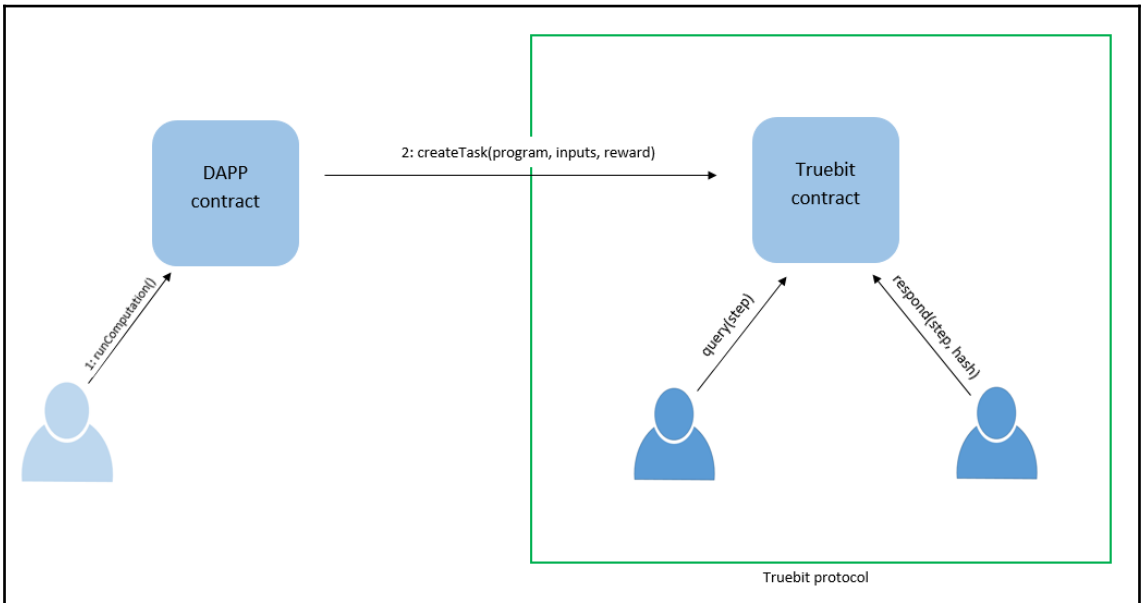 2: createTask(program, inputs, reward)
DAPP
contract
Truebit
contract
1: runComputation()
query(step)
respond(step, hash)
Truebit protocol